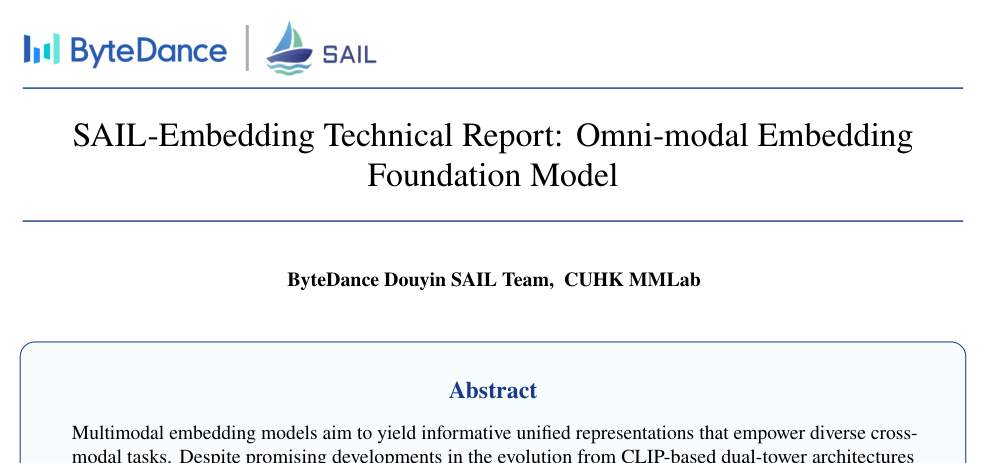 ByteDance
SAIL
SAIL-Embedding Technical Report: Omni-modal Embedding
Foundation Model
ByteDance Douyin SAIL Team, CUHK MMLab
Abstract
Multimodal embedding models aim to yield informative unified representations that empower diverse cross-
modal tasks. Despite promising developments in the evolution from CLIP-based dual-tower architectures